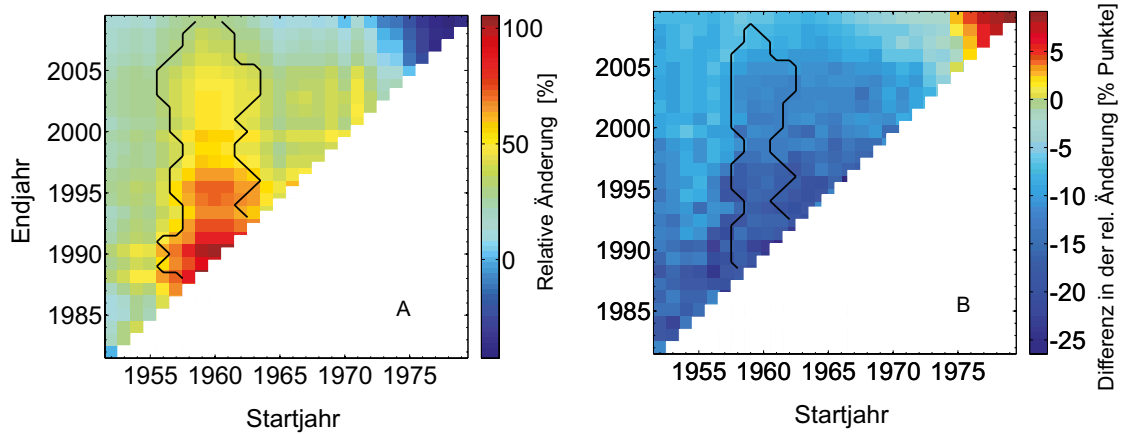 2005
2000
1995
1990
1985
1955 1960 1965 1970 1975
Endjahr
Startjahr
A
100
50
0
Relative Änderung [%]
2005
2000
1995
1990
1985
1955 1960 1965 1970 1975
Startjahr
B
5
0
-5
-10
-15
-20
-25
Differenz in der rel. Änderung [% Punkte]